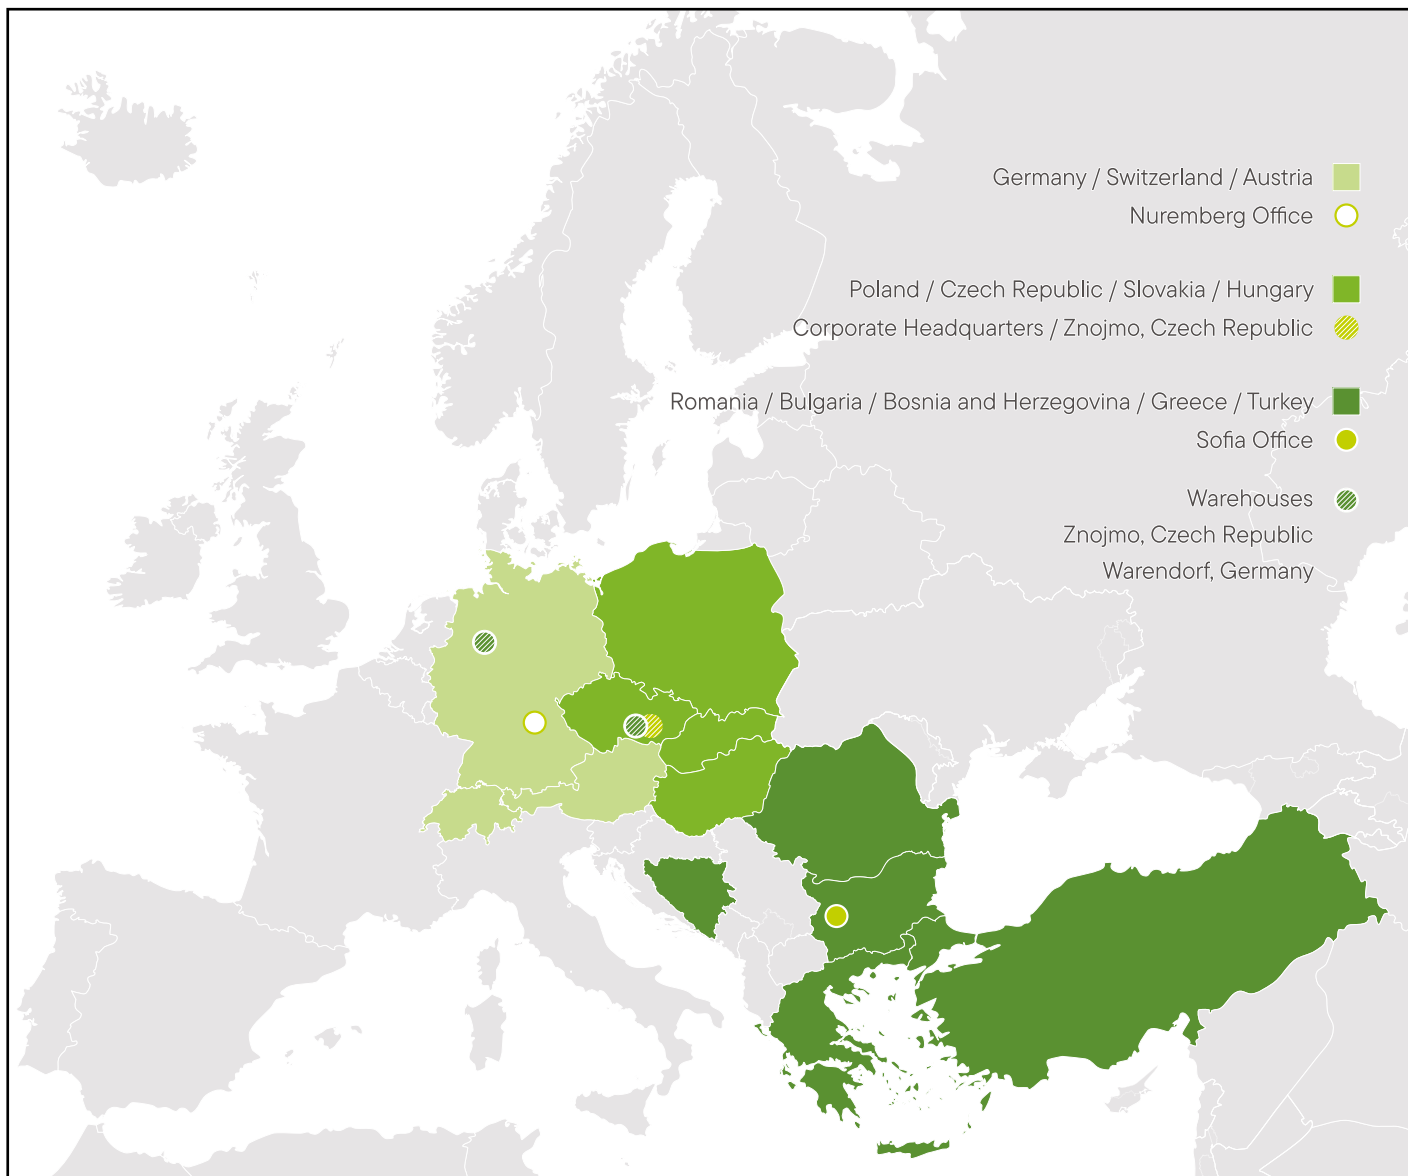 Germany / Switzerland / Austria
Nuremberg Office
Poland / Czech Republic / Slovakia / Hungary
Corporate Headquarters / Znojmo, Czech Republic
Romania / Bulgaria / Bosnia and Herzegovina / Greece / Turkey
Sofia Office
Warehouses
Znojmo, Czech Republic
Warendorf, Germany